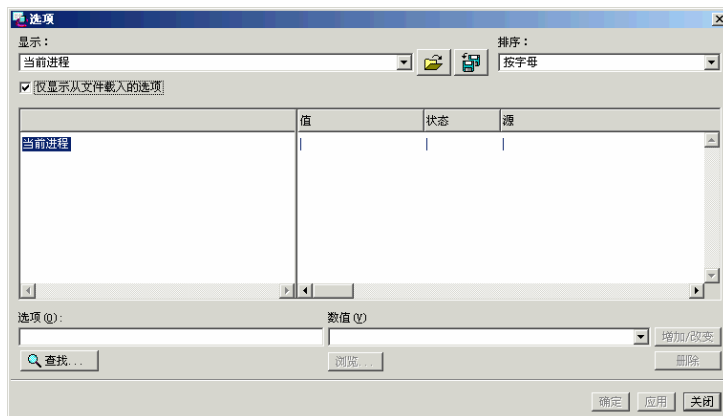 选项
显示：
排序：
当前进程
按字母
仅显示从文件載入的选项
值
状态
源
当前进程
选项(O):
数值(V)
增加/改变
查找...
浏览...
删除
确定
应用
关闭